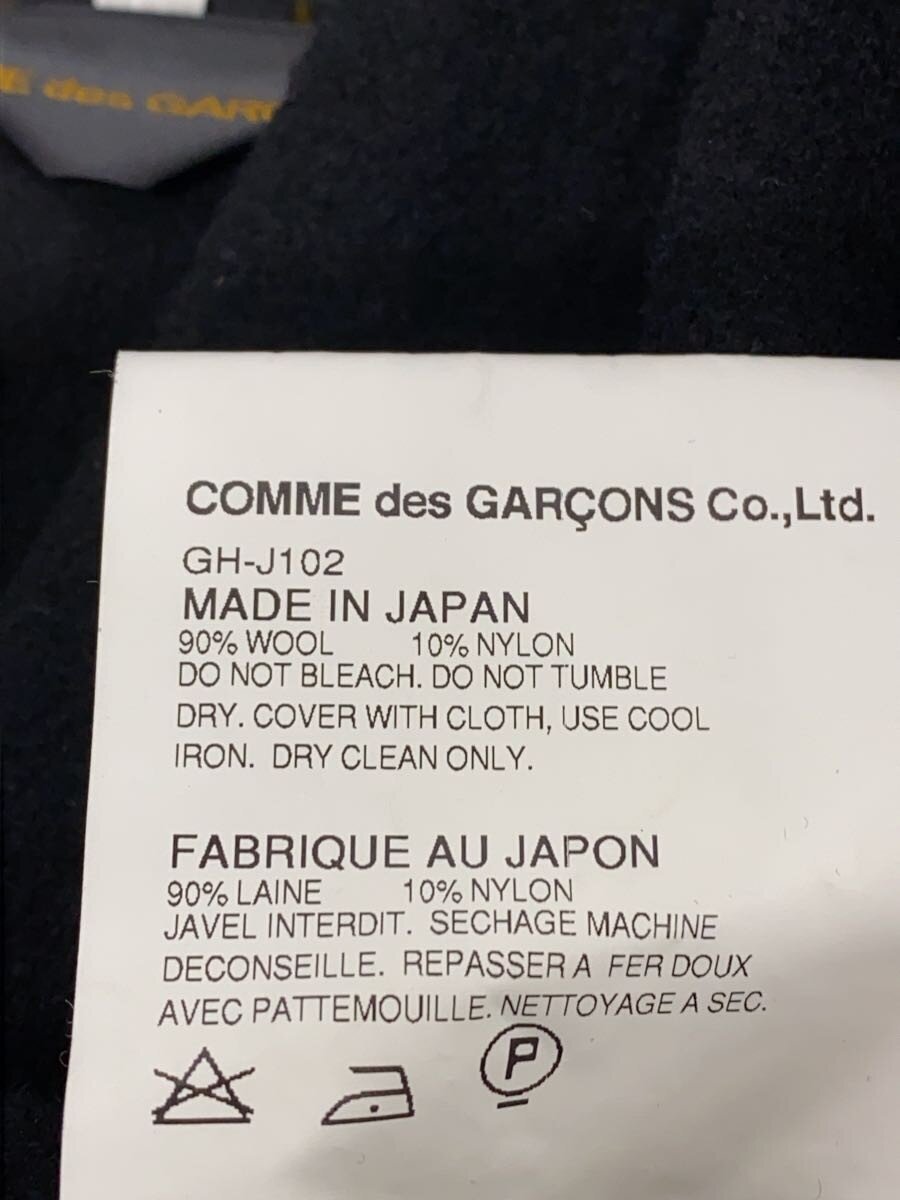 des GAR
COMME des GARÇONS Co.,Ltd.
GH-J102
MADE IN JAPAN
90% WOOL 10% NYLON
DO NOT BLEACH. DO NOT TUMBLE
DRY. COVER WITH CLOTH, USE COOL
IRON. DRY CLEAN ONLY.
FABRIQUE AU JAPON
90% LAINE 10% NYLON
JAVEL INTERDIT. SECHAGE MACHINE
DECONSEILLE. REPASSER A FER DOUX
AVEC PATTEMOUILLE. NETTOYAGE A SEC.
P